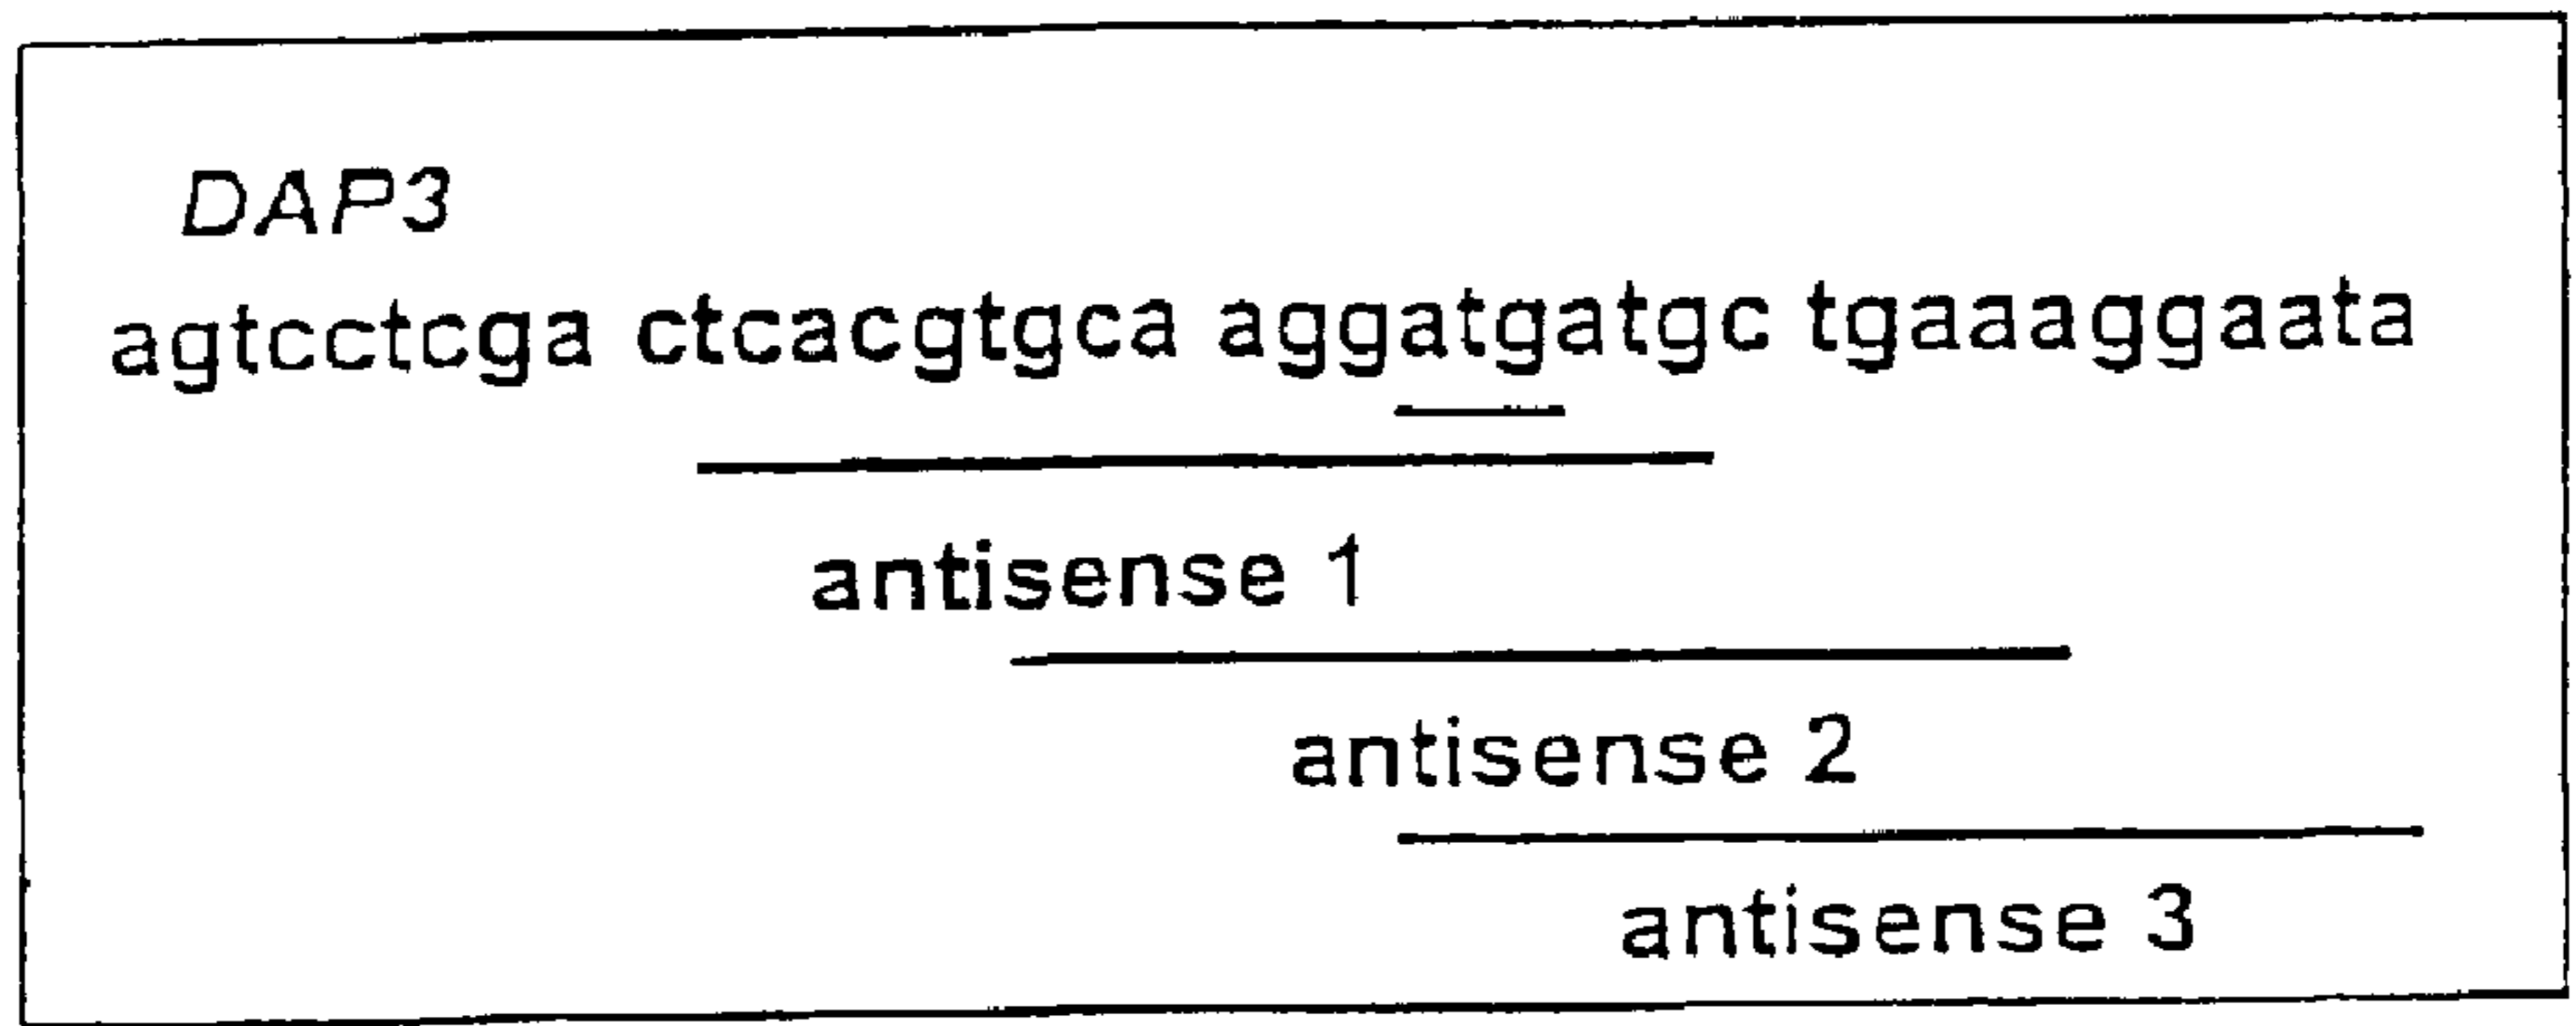 DAP3
agtcctcga ctcacgtgca aggatgatgc tgaaaggaata
antisense 1
antisense 2
antisense 3